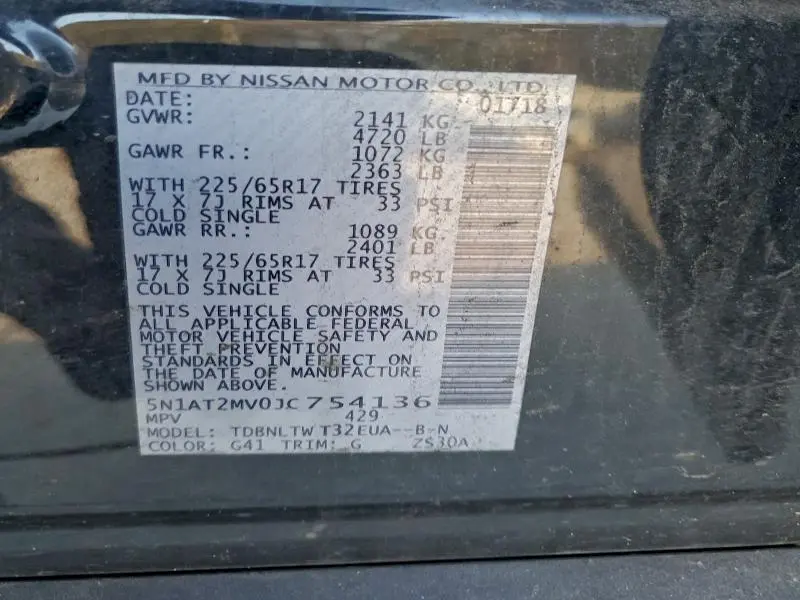 MFD BY NISSAN MOTOR CO., LTD.
DATE: 01718
GVWR: 2141 KG
4720 LB
GAWR FR.: 1072 KG
2363 LB
WITH 225/65R17 TIRES
17 X 7J RIMS AT 33 PSI
COLD SINGLE
GAWR RR.: 1089 KG
2401 LB
WITH 225/65R17 TIRES
17 X 7J RIMS AT 33 PSI
COLD SINGLE
THIS VEHICLE CONFORMS TO
ALL APPLICABLE FEDERAL
MOTOR VEHICLE SAFETY AND
THEFT PREVENTION
STANDARDS IN EFFECT ON
THE DATE OF MANUFACTURE
SHOWN ABOVE.
5N1AT2MV0JC754136
MPV 429
MODEL: TDBNLTW T32EUA--B-N
COLOR: G41 TRIM: G ZS30A